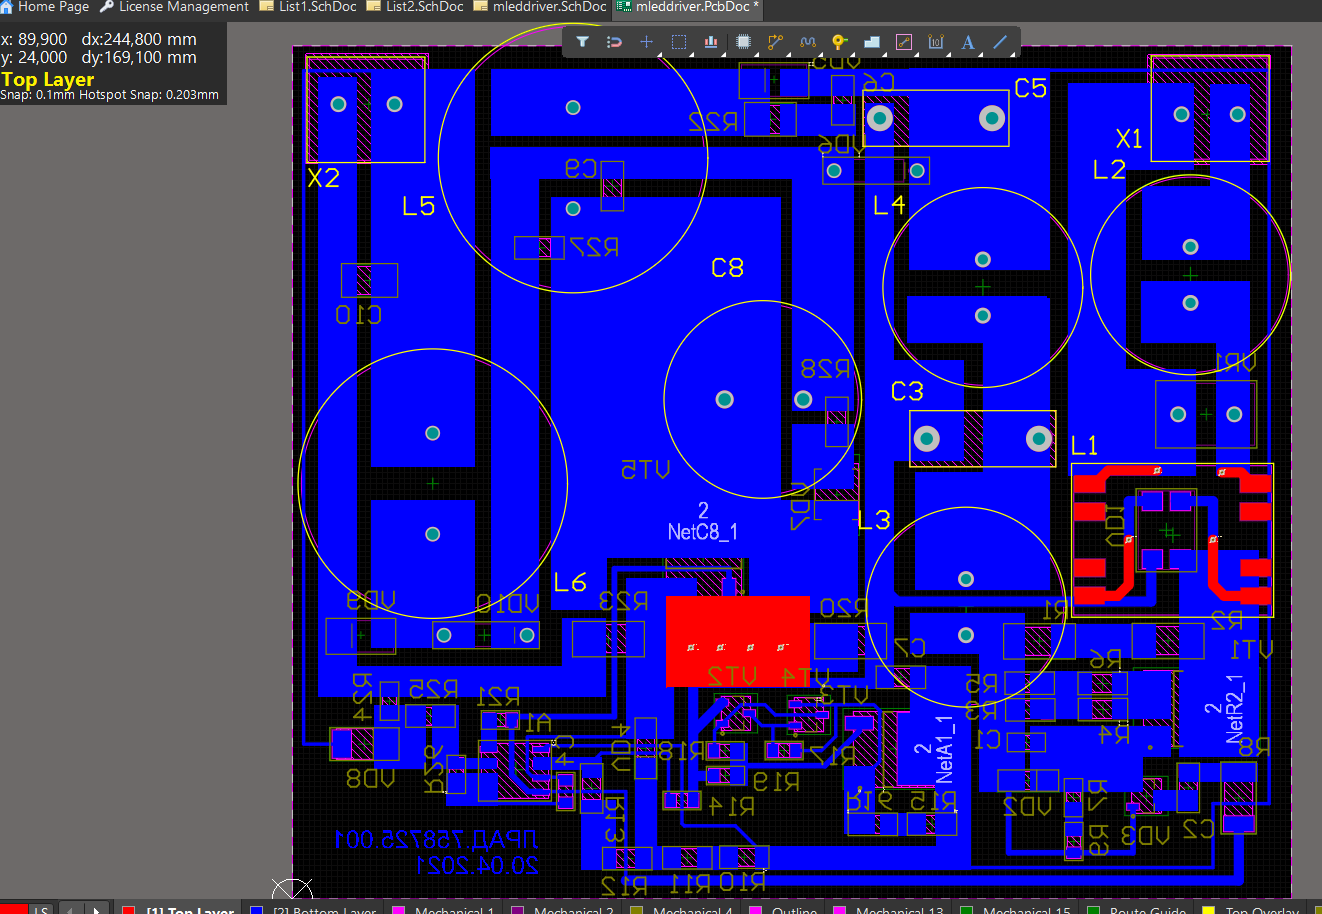 Home Page
License Management
List1.SchDoc
List2.SchDoc
mleddriver.SchDoc
mleddriver.PcbDoc *
x: 89,900 dx:244,800 mm
y: 24,000 dy:169,100 mm
Top Layer
Snap: 0.1mm Hotspot Snap: 0.203mm
VD5
C6
C5
R22
VD6
X1
X2
C9
L2
L5
L4
R27
C8
C10
VR1
R28
C3
L1
VT5
VD7
2
NetC8_1
L3
VD1
L6
VD9
VD10
R23
R20
R1
R2
C7
VT1
R6
R5
VT2
VT4
VT3
R24
R25
R21
R3
R4
2
NetR2_1
A1
VD4
C4
R18
R17
2
NetA1_1
C1
R8
VD8
R26
R19
R14
R16
R15
VD2
R7
R13
VD3
C2
R9
ПРАД.758725.001
20.04.2021
R12
R11
R10
LS
[1] Top Layer
[2] Bottom Layer
Mechanical 1
Mechanical 2
Mechanical 4
Outline
Mechanical 13
Mechanical 15
Route Guide
Top Overlay